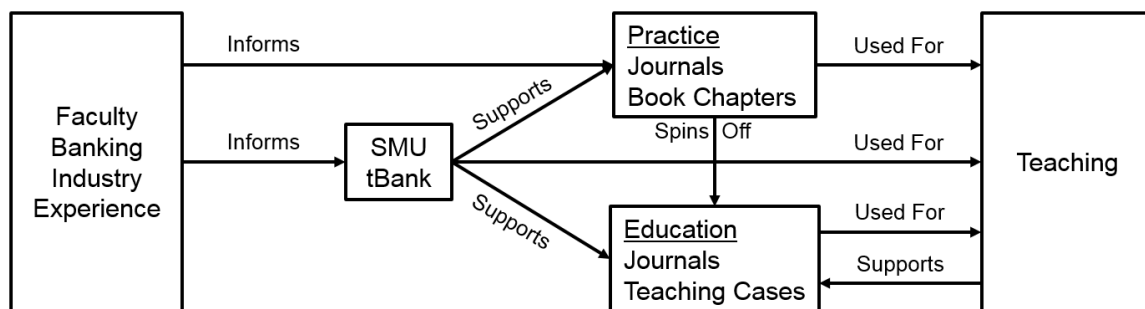 Faculty
Banking
Industry
Experience
Informs
Informs
SMU
tBank
Supports
Supports
Practice
Journals
Book Chapters
Spins Off
Education
Journals
Teaching Cases
Used For
Used For
Used For
Supports
Teaching